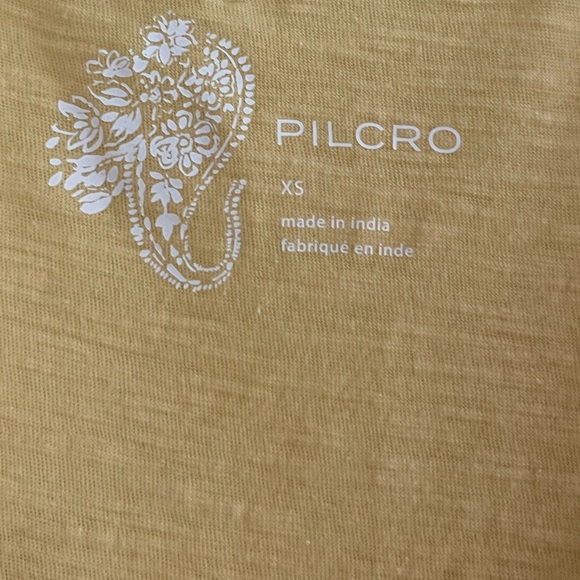 PILCRO
XS
made in india
fabriqué en inde